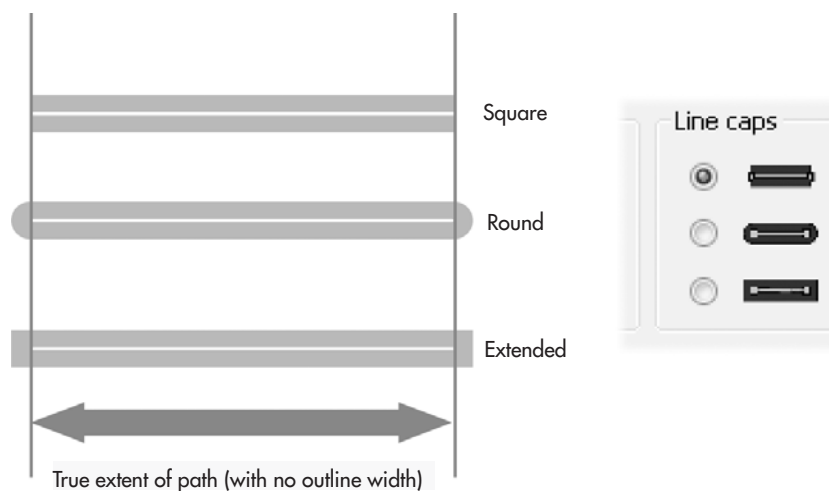 Square
Line caps
Round
Extended
True extent of path (with no outline width)